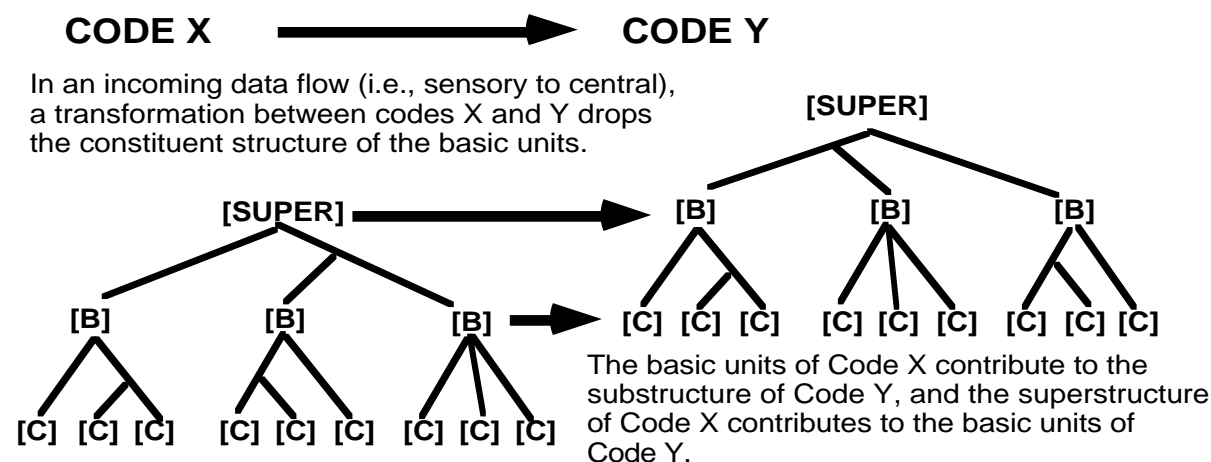 CODE X CODE Y
In an incoming data flow (i.e., sensory to central),
a transformation between codes X and Y drops
the constituent structure of the basic units.
[SUPER]
[SUPER] [B] [B] [B]
[B] [B] [B] [C] [C] [C] [C] [C] [C] [C] [C] [C]
[C] [C] [C] [C] [C] [C] [C] [C] [C]
The basic units of Code X contribute to the
substructure of Code Y, and the superstructure
of Code X contributes to the basic units of
Code Y.